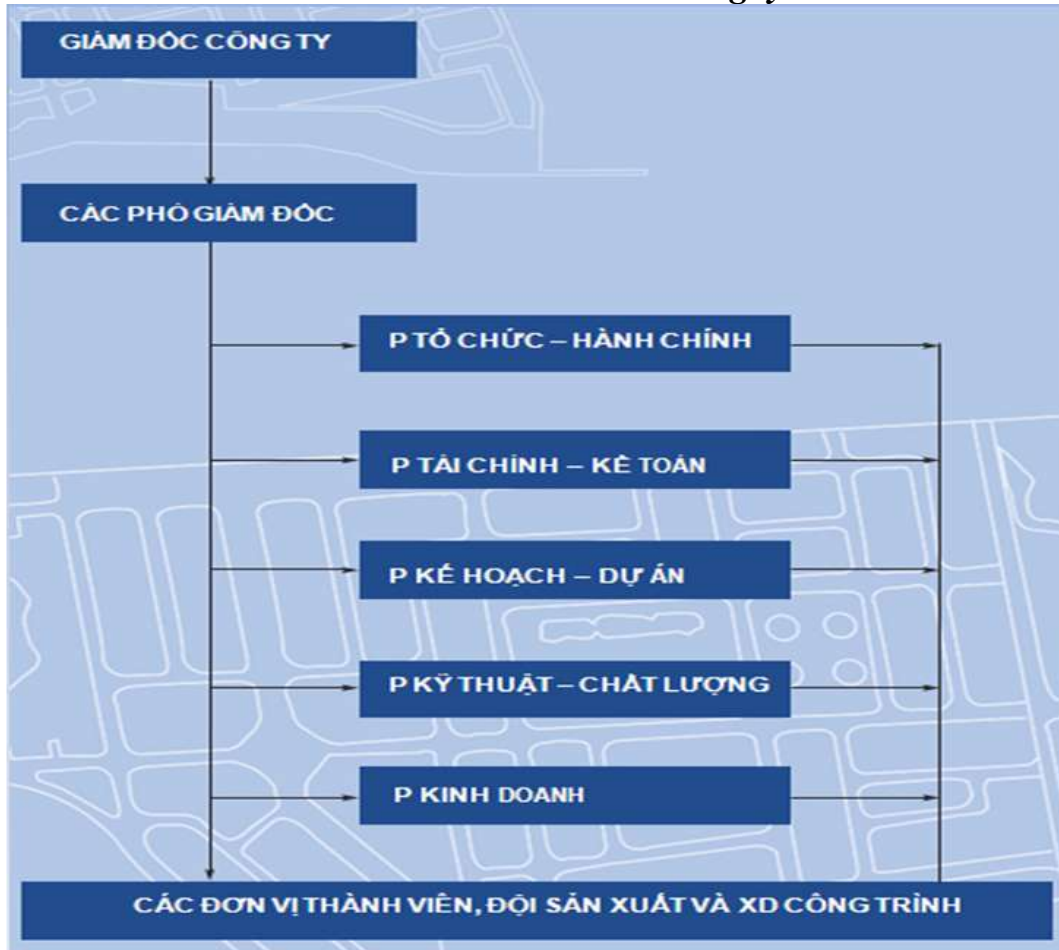 GIÁM ĐỐC CÔNG TY
CÁC PHÓ GIÁM ĐỐC
P TỔ CHỨC – HÀNH CHÍNH
P TÀI CHÍNH – KẾ TOÁN
P KẾ HOẠCH – DỰ ÁN
P KỸ THUẬT – CHẤT LƯỢNG
P KINH DOANH
CÁC ĐƠN VỊ THÀNH VIÊN, ĐỘI SẢN XUẤT VÀ XD CÔNG TRÌNH